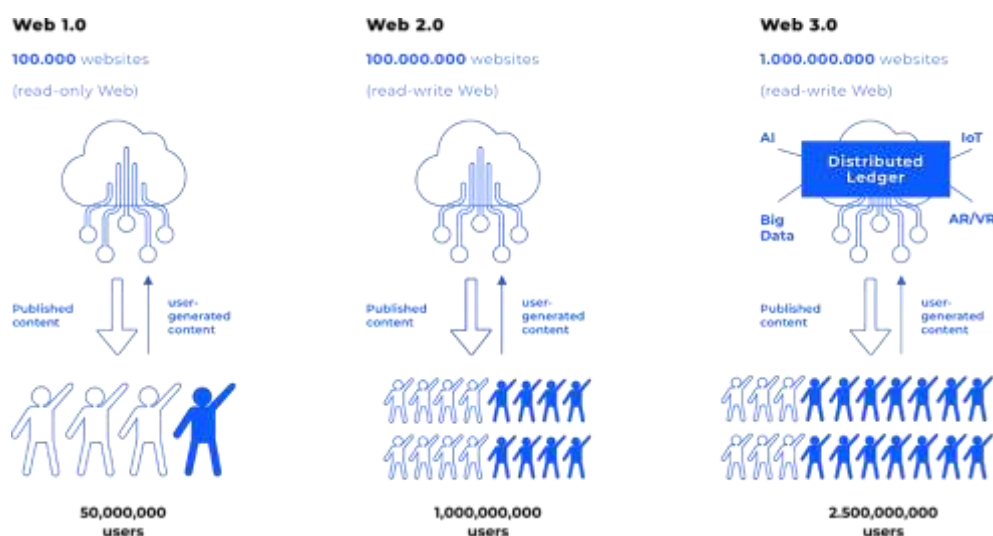 Web 1.0
100.000 websites
(read-only Web)
Published
content
user-
generated
content
50,000,000
users
Web 2.0
100.000.000 websites
(read-write Web)
Published
content
user-
generated
content
1,000,000,000
users
Web 3.0
1.000.000.000 websites
(read-write Web)
AI
IoT
Distributed
Ledger
Big
Data
AR/VR
Published
content
user-
generated
content
2.500,000,000
users